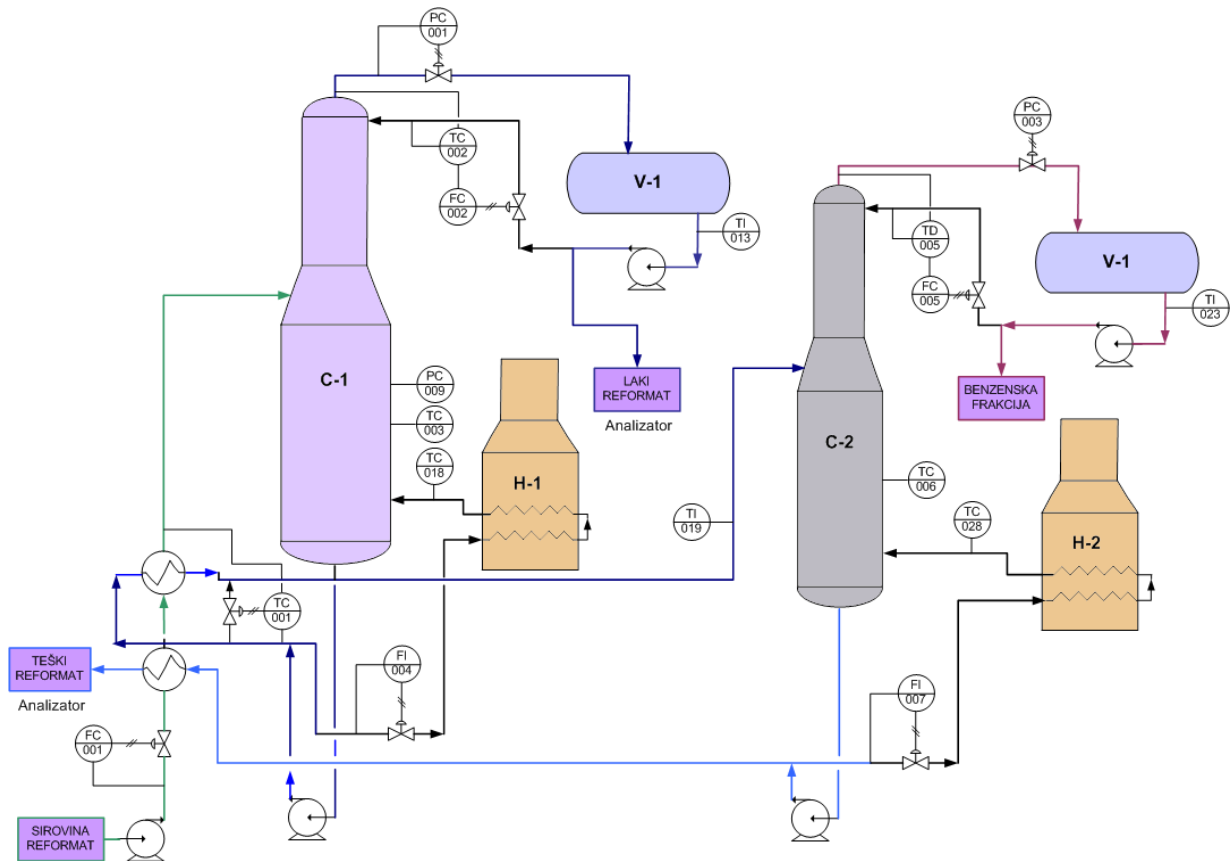 PC
001
TC
002
FC
002
V-1
TI
013
PC
003
TD
005
FC
005
V-1
TI
023
C-1
PC
009
TC
003
TC
018
H-1
LAKI
REFORMAT
Analizator
BENZENSKA
FRAKCIJA
C-2
TC
006
TI
019
TC
028
H-2
TC
001
TEŠKI
REFORMAT
Analizator
FI
004
FI
007
FC
001
SIROVINA
REFORMAT